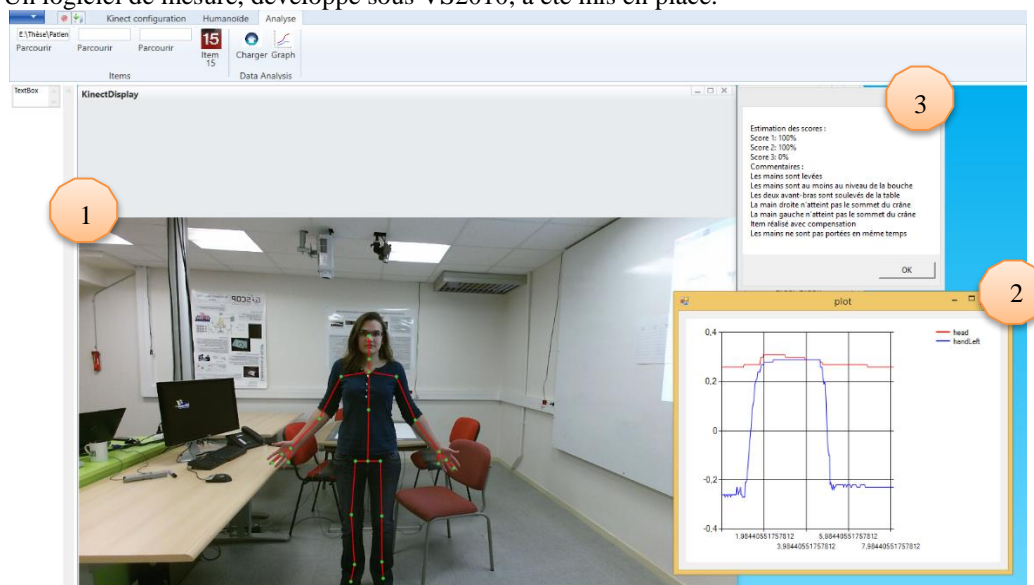 Un logiciel de mesure, développé sous VS2010, a été mis en place.
Kinect configuration Humanoïde Analyse
E:\Thèse\Patien
Parcourir Parcourir Parcourir
15
Item
15
Charger Graph
Items Data Analysis
TextBox
KinectDisplay
1
3
Estimation des scores :
Score 1: 100%
Score 2: 100%
Score 3: 0%
Commentaires :
Les mains sont levées
Les mains sont au moins au niveau de la bouche
Les deux avant-bras sont soulevés de la table
La main droite n'atteint pas le sommet du crâne
La main gauche n'atteint pas le sommet du crâne
Item réalisé avec compensation
Les mains ne sont pas portées en même temps
OK
2
plot
0,4
0,2
0
-0,2
-0,4
1,98440551757812 5,98440551757812
3,98440551757812 7,98440551757812
head
handLeft